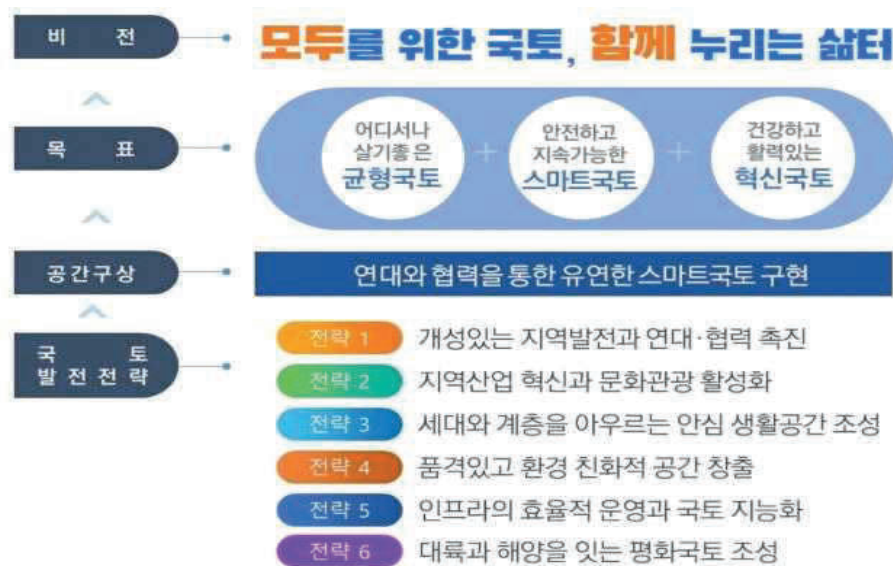 비 전
모두를 위한 국토, 함께 누리는 삶터
목 표
어디서나
살기좋 은
균형국토
+
안전하고
지속가능한
스마트국토
+
건강하고
활력있는
혁신국토
공간구상
연대와 협력을 통한 유연한 스마트국토 구현
국 토
발전전략
전략 1 개성있는 지역발전과 연대·협력 촉진
전략 2 지역산업 혁신과 문화관광 활성화
전략 3 세대와 계층을 아우르는 안심 생활공간 조성
전략 4 품격있고 환경 친화적 공간 창출
전략 5 인프라의 효율적 운영과 국토 지능화
전략 6 대륙과 해양을 잇는 평화국토 조성